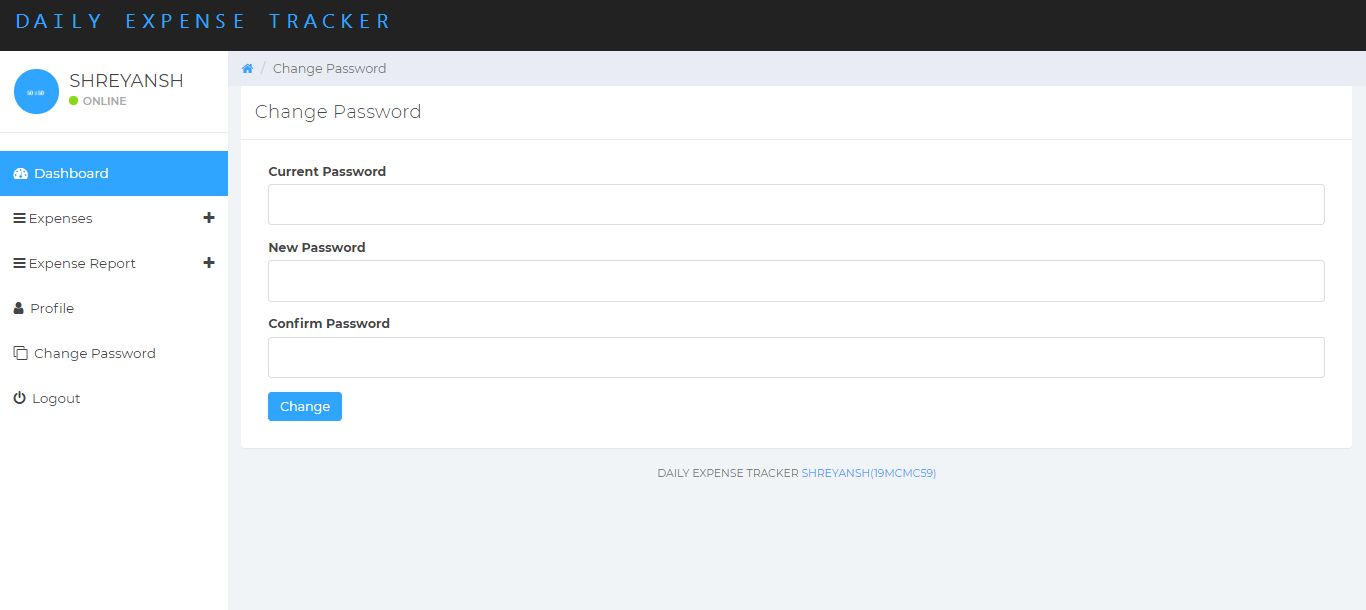 DAILY EXPENSE TRACKER
50 x 50
SHREYANSH
ONLINE
Dashboard
Expenses
Expense Report
Profile
Change Password
Logout
/ Change Password
Change Password
Current Password
New Password
Confirm Password
Change
DAILY EXPENSE TRACKER SHREYANSH(19MCMC59)